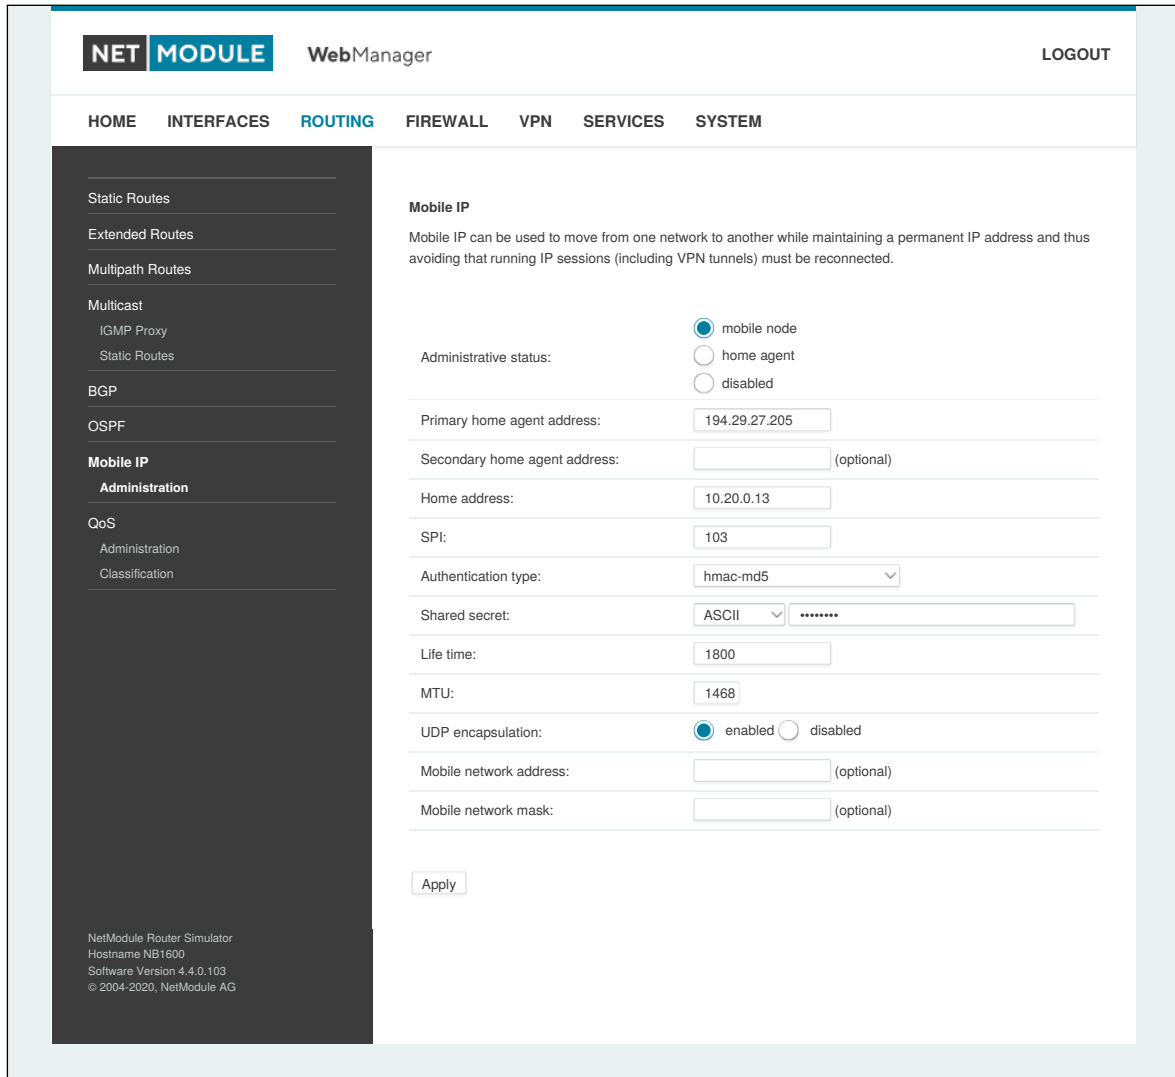 NET MODULE WebManager LOGOUT
HOME INTERFACES ROUTING FIREWALL VPN SERVICES SYSTEM
Static Routes
Extended Routes
Multipath Routes
Multicast
IGMP Proxy
Static Routes
BGP
OSPF
Mobile IP
Administration
QoS
Administration
Classification
NetModule Router Simulator
Hostname NB1600
Software Version 4.4.0.103
© 2004-2020, NetModule AG
Mobile IP
Mobile IP can be used to move from one network to another while maintaining a permanent IP address and thus
avoiding that running IP sessions (including VPN tunnels) must be reconnected.
Administrative status:
mobile node
home agent
disabled
Primary home agent address: 194.29.27.205
Secondary home agent address: (optional)
Home address: 10.20.0.13
SPI: 103
Authentication type: hmac-md5
Shared secret: ASCII ••••••••
Life time: 1800
MTU: 1468
UDP encapsulation: enabled disabled
Mobile network address: (optional)
Mobile network mask: (optional)
Apply